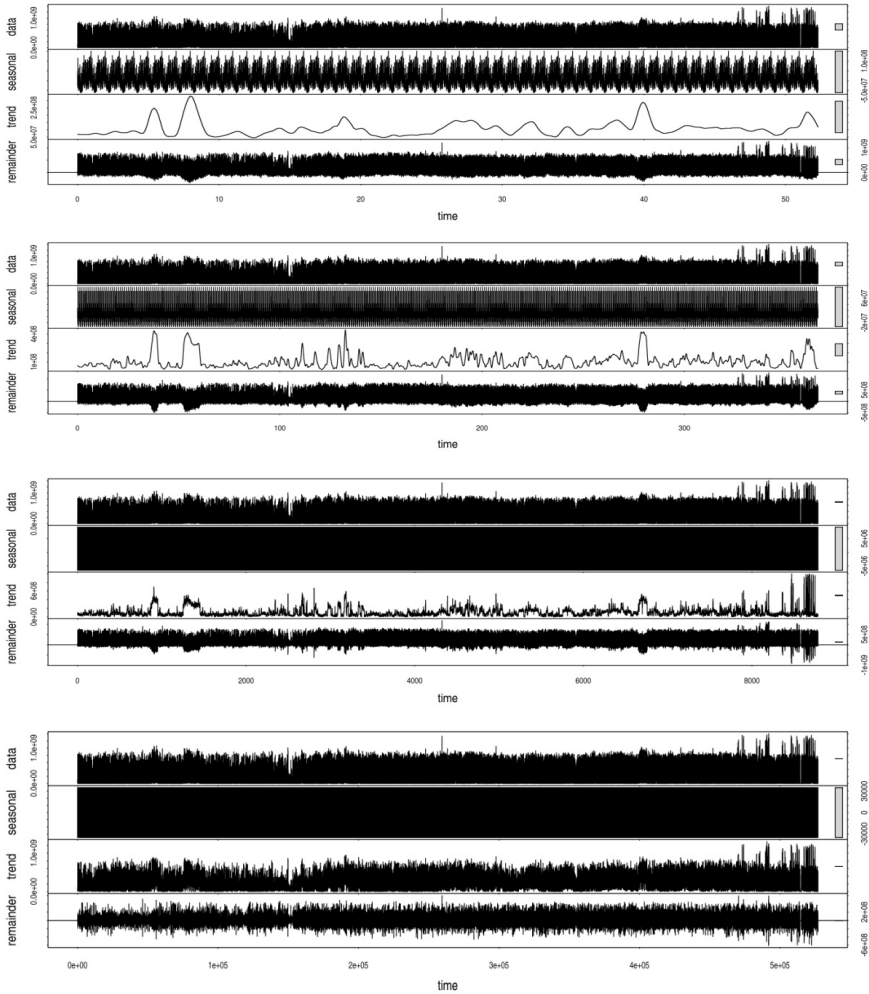 data
0.0e+00 1.0e+09
seasonal
-5.0e+07 1.0e+08
trend
5.0e+07 2.5e+08
remainder
0e+00 1e+09
0 10 20 30 40 50
time
data
0.0e+00 1.0e+09
seasonal
-2e+07 6e+07
trend
1e+08 4e+08
remainder
-5e+08 5e+08
0 100 200 300
time
data
0.0e+00 1.0e+09
seasonal
-5e+06 5e+06
trend
0e+00 6e+08
remainder
-1e+09 5e+08
0 2000 4000 6000 8000
time
data
0.0e+00 1.0e+09
seasonal
-30000 0 30000
trend
0.0e+00 1.0e+09
remainder
-6e+08 2e+08
0e+00 1e+05 2e+05 3e+05 4e+05 5e+05
time